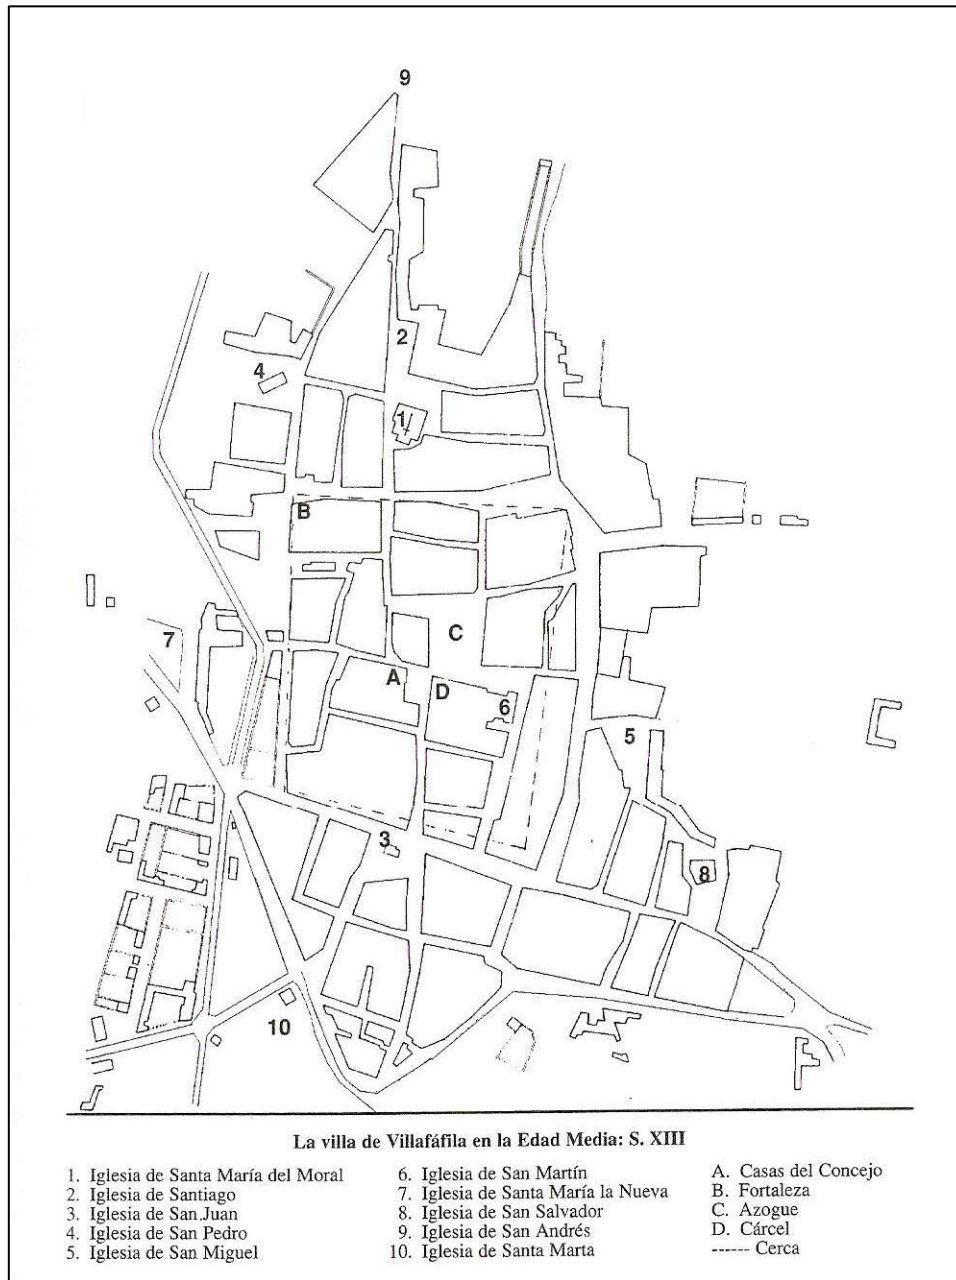 9
2
4
1
B
C
7
A
D
6
5
3
8
10
La villa de Villafáfila en la Edad Media: S. XIII
1. Iglesia de Santa María del Moral
2. Iglesia de Santiago
3. Iglesia de San.Juan
4. Iglesia de San Pedro
5. Iglesia de San Miguel
6. Iglesia de San Martín
7. Iglesia de Santa María la Nueva
8. Iglesia de San Salvador
9. Iglesia de San Andrés
10. Iglesia de Santa Marta
A. Casas del Concejo
B. Fortaleza
C. Azogue
D. Cárcel
------ Cerca